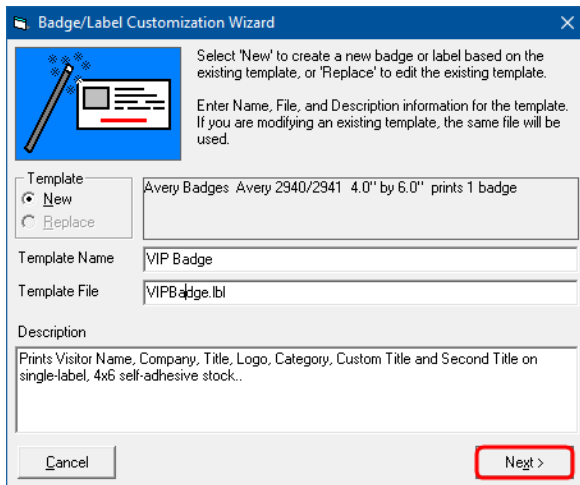 Badge/Label Customization Wizard
Select 'New' to create a new badge or label based on the
existing template, or 'Replace' to edit the existing template.
Enter Name, File, and Description information for the template.
If you are modifying an existing template, the same file will be
used.
Template
New
Replace
Avery Badges Avery 2940/2941 4.0" by 6.0" prints 1 badge
Template Name
VIP Badge
Template File
VIPBadge.lbl
Description
Prints Visitor Name, Company, Title, Logo, Category, Custom Title and Second Title on
single-label, 4x6 self-adhesive stock..
Cancel
Next >